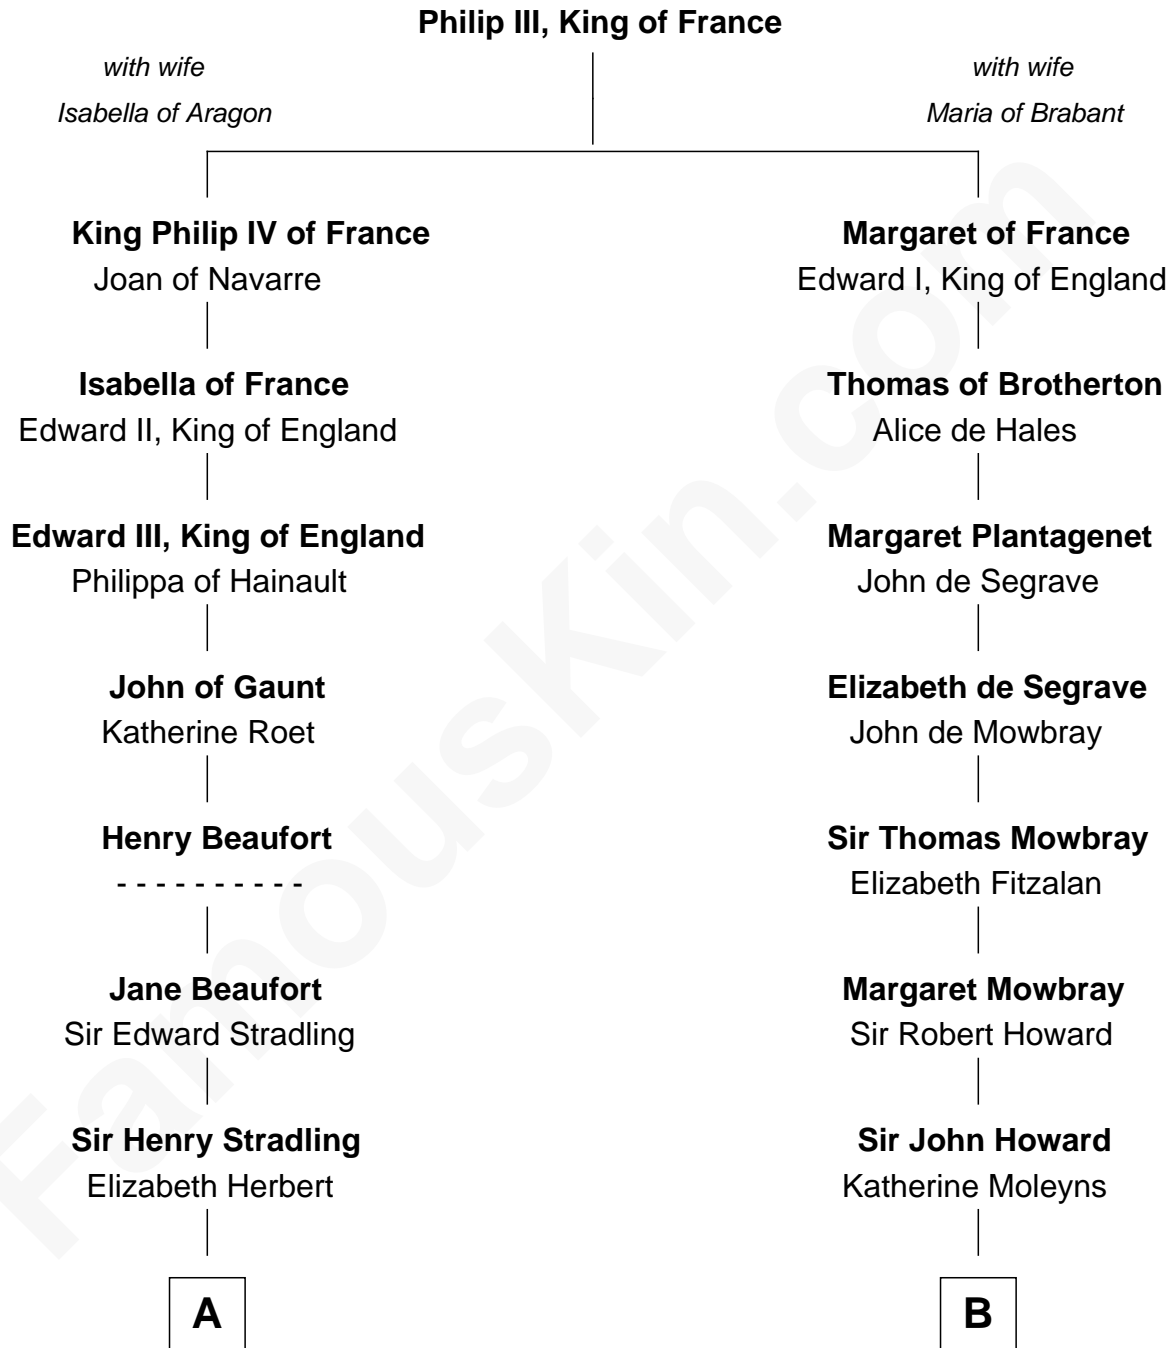 Philip III, King of France
with wife
Isabella of Aragon
with wife
Maria of Brabant
King Philip IV of France
Joan of Navarre
Margaret of France
Edward I, King of England
Isabella of France
Edward II, King of England
Thomas of Brotherton
Alice de Hales
Edward III, King of England
Philippa of Hainault
Margaret Plantagenet
John de Segrave
John of Gaunt
Katherine Roet
Elizabeth de Segrave
John de Mowbray
Henry Beaufort
- - - - - - - - - -
Sir Thomas Mowbray
Elizabeth Fitzalan
Jane Beaufort
Sir Edward Stradling
Margaret Mowbray
Sir Robert Howard
Sir Henry Stradling
Elizabeth Herbert
Sir John Howard
Katherine Moleyns
A
B
FamousKin.com